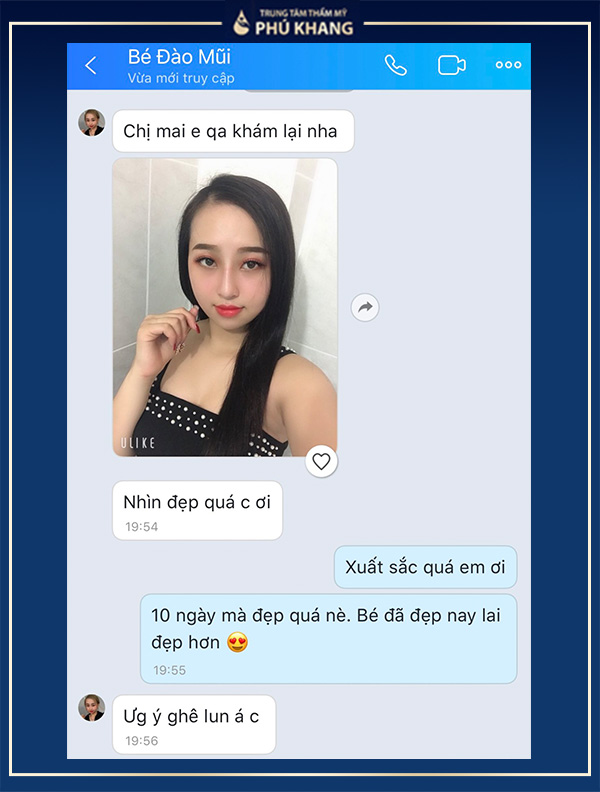 TRUNG TÂM THẨM MỸ
PHÚ KHANG
Bé Đào Mũi
Vừa mới truy cập
Chị mai e qa khám lại nha
ULIKE
Nhìn đẹp quá c ơi
19:54
Xuất sắc quá em ơi
10 ngày mà đẹp quá nè. Bé đã đẹp nay lai
đẹp hơn 😍
19:55
Ưg ý ghê lun á c
19:56